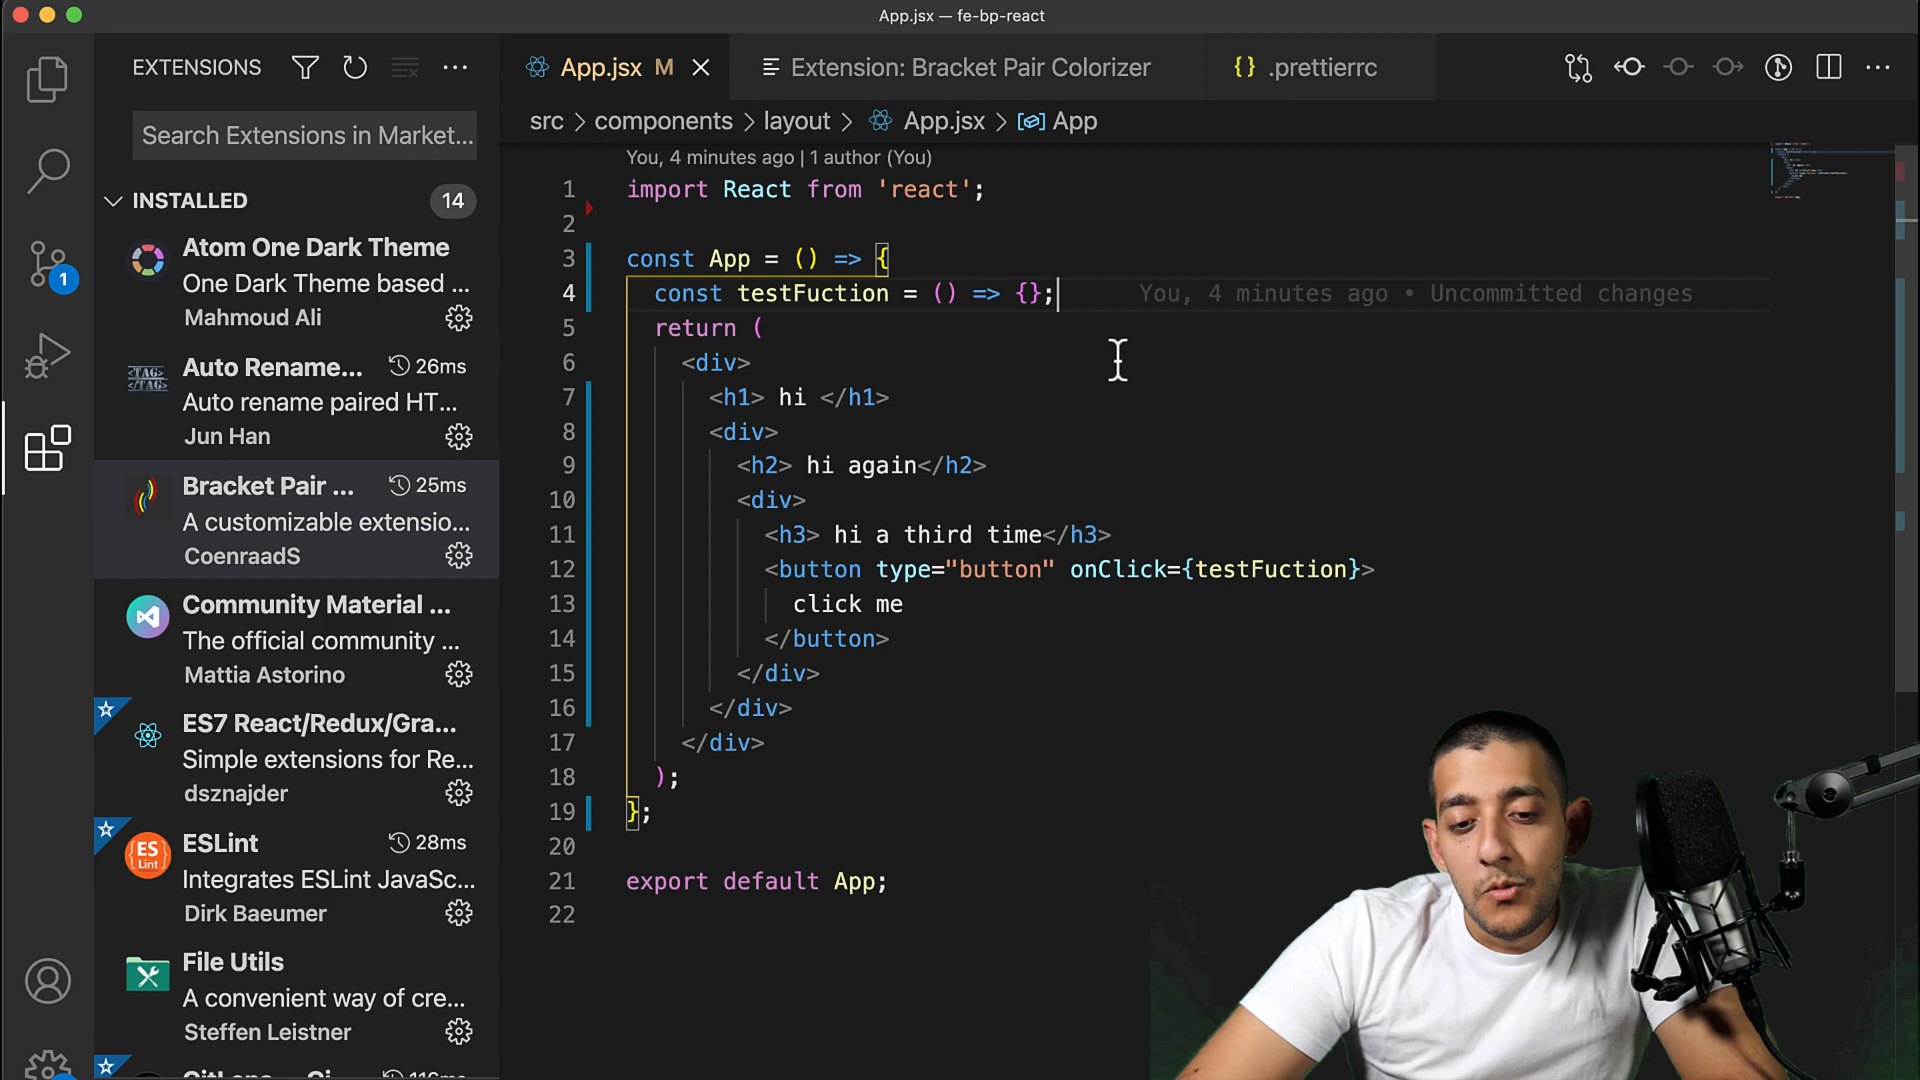 App.jsx — fe-bp-react
EXTENSIONS
App.jsx M
Extension: Bracket Pair Colorizer
{} .prettierrc
Search Extensions in Market...
src > components > layout > App.jsx > App
INSTALLED 14
Atom One Dark Theme
One Dark Theme based ...
Mahmoud Ali
<TAG>
</TAG>
Auto Rename... 26ms
Auto rename paired HT...
Jun Han
Bracket Pair ... 25ms
A customizable extensio...
CoenraadS
Community Material ...
The official community ...
Mattia Astorino
ES7 React/Redux/Gra...
Simple extensions for Re...
dsznajder
ES
Lint
ESLint 28ms
Integrates ESLint JavaSc...
Dirk Baeumer
File Utils
A convenient way of cre...
Steffen Leistner
1
You, 4 minutes ago | 1 author (You)
1 import React from 'react';
2
3 const App = () => {
4 const testFuction = () => {}; You, 4 minutes ago • Uncommitted changes
5 return (
6 <div>
7 <h1> hi </h1>
8 <div>
9 <h2> hi again</h2>
10 <div>
11 <h3> hi a third time</h3>
12 <button type="button" onClick={testFuction}>
13 click me
14 </button>
15 </div>
16 </div>
17 </div>
18 );
19 };
20
21 export default App;
22